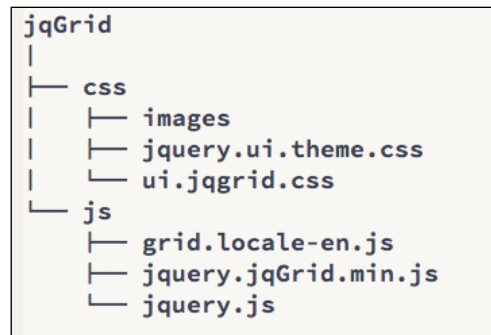 jqGrid
|
├── css
|   ├── images
|   ├── jquery.ui.theme.css
|   └── ui.jqgrid.css
└── js
    ├── grid.locale-en.js
    ├── jquery.jqGrid.min.js
    └── jquery.js